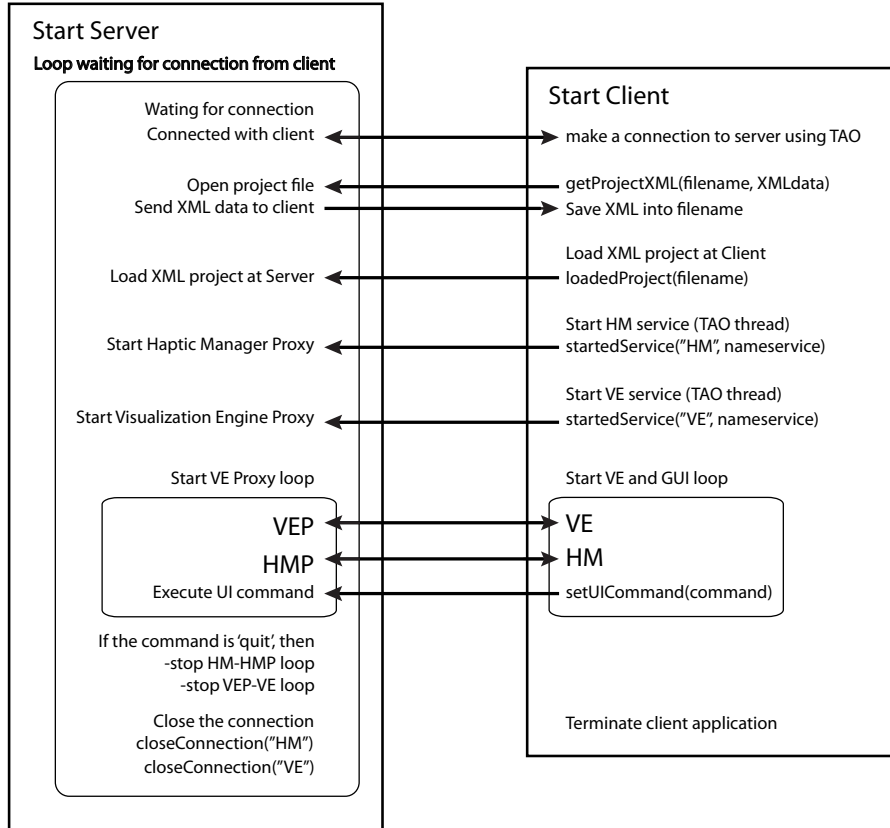 Start Server
Loop waiting for connection from client
Wating for connection
Connected with client
Open project file
Send XML data to client
Load XML project at Server
Start Haptic Manager Proxy
Start Visualization Engine Proxy
Start VE Proxy loop
VEP
HMP
Execute UI command
If the command is ‘quit’, then
-stop HM-HMP loop
-stop VEP-VE loop
Close the connection
closeConnection(”HM”)
closeConnection(”VE”)
Start Client
make a connection to server using TAO
getProjectXML(filename, XMLdata)
Save XML into filename
Load XML project at Client
loadedProject(filename)
Start HM service (TAO thread)
startedService(”HM”, nameservice)
Start VE service (TAO thread)
startedService(”VE”, nameservice)
Start VE and GUI loop
VE
HM
setUICommand(command)
Terminate client application